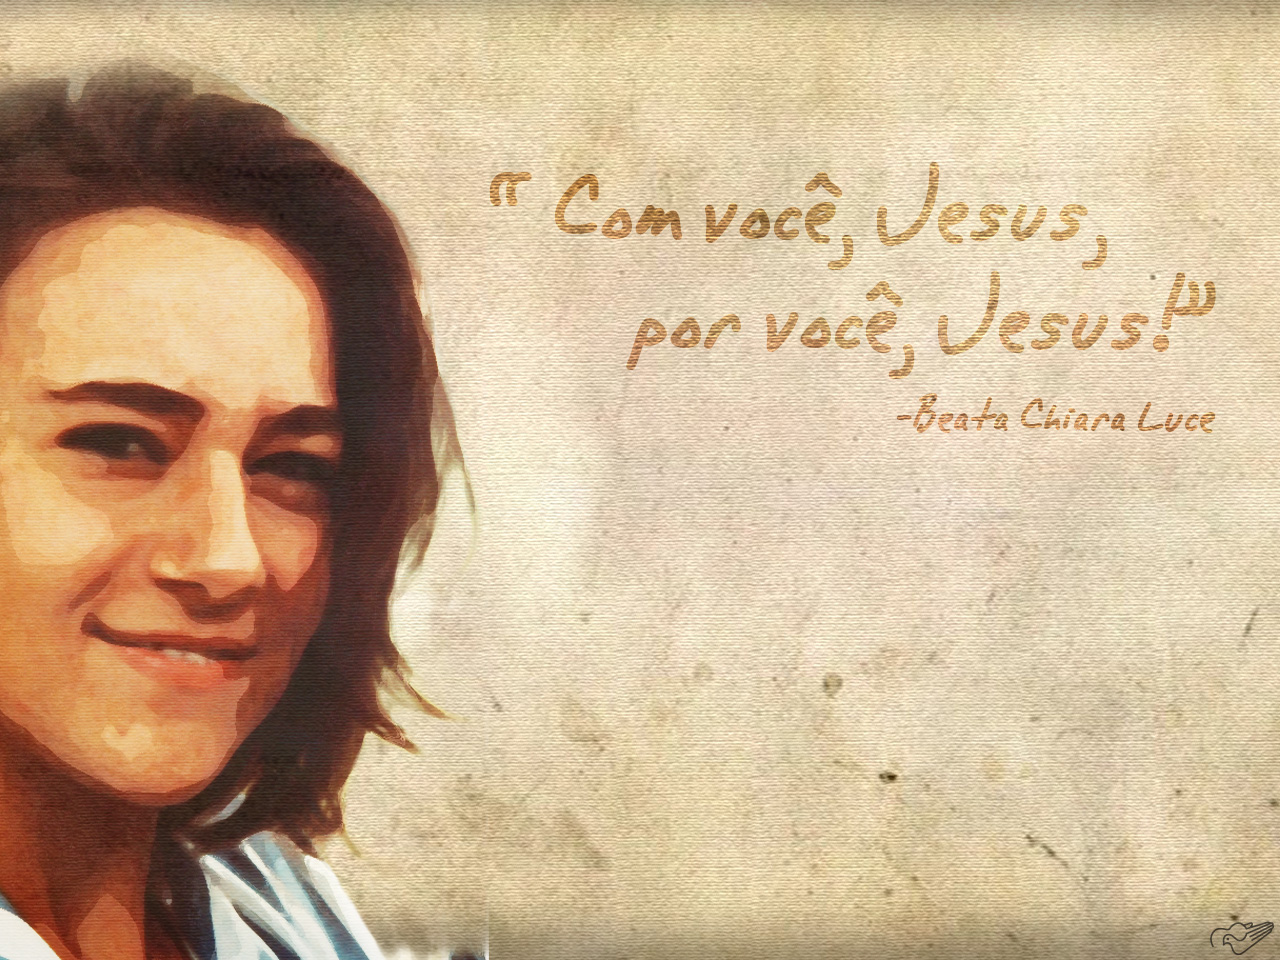 “ Com você, Jesus,
por você, Jesus!”
-Beata Chiara Luce